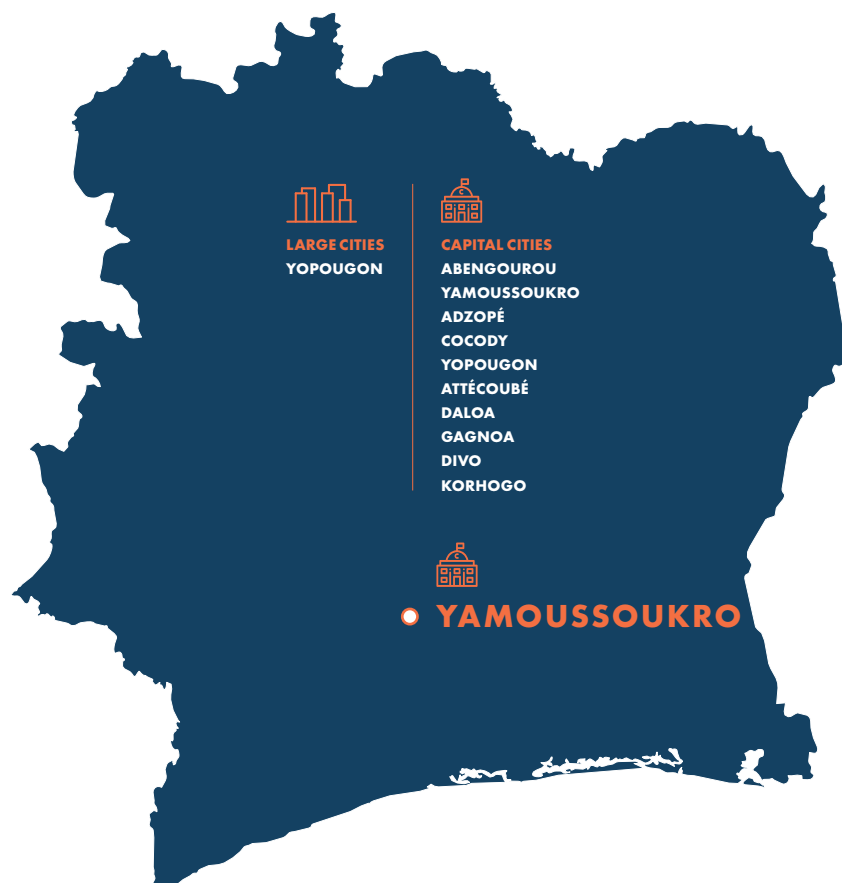 LARGE CITIES
YOPOUGON
CAPITAL CITIES
ABENGOUROU
YAMOUSSOUKRO
ADZOPÉ
COCODY
YOPOUGON
ATTÉCOUBÉ
DALOA
GAGNOA
DIVO
KORHOGO
YAMOUSSOUKRO